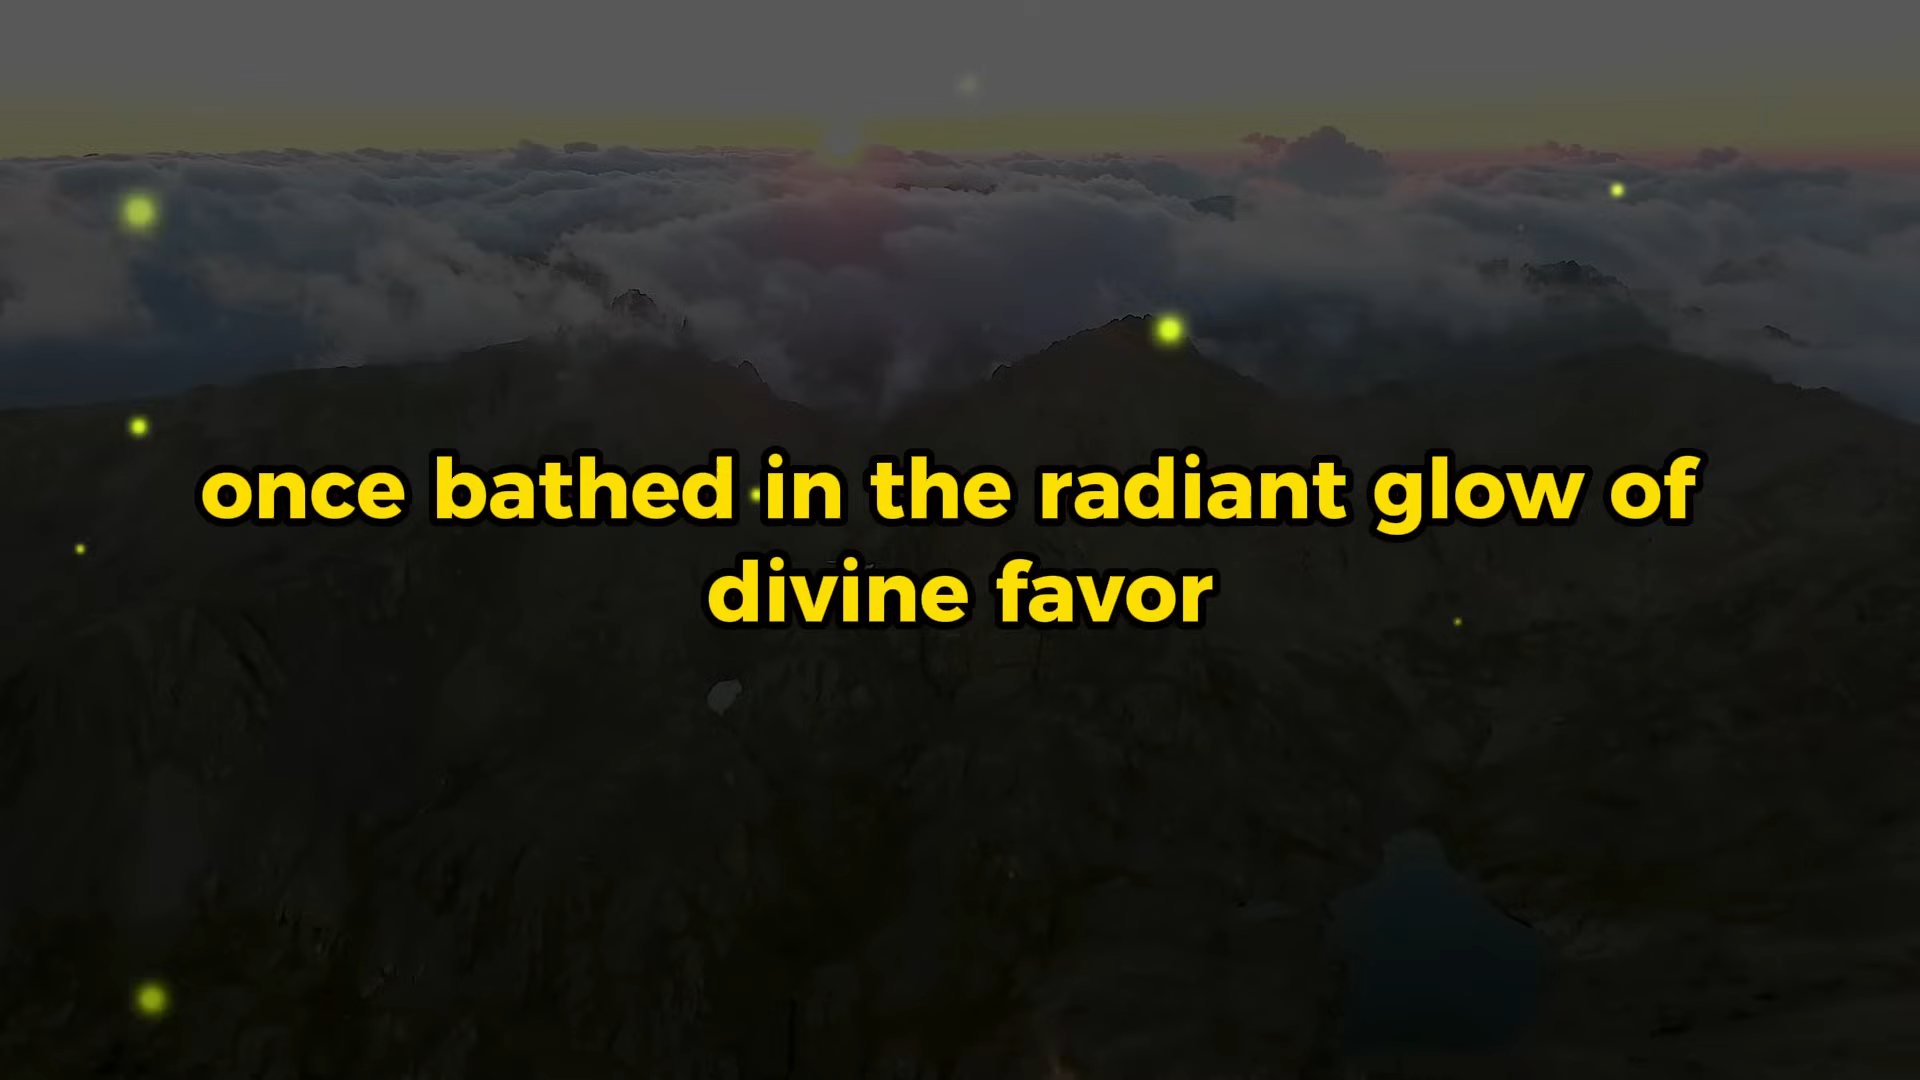 once bathed in the radiant glow of
divine favor